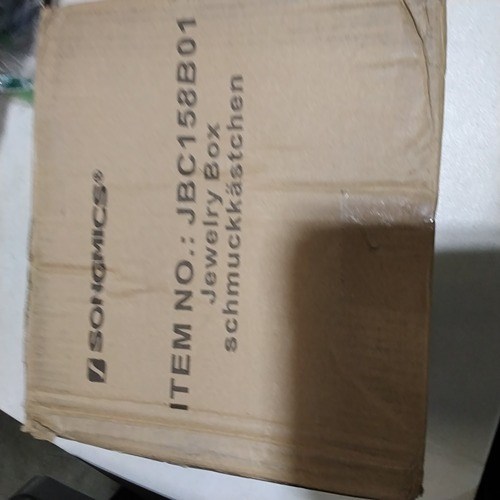 SONGMICS®
ITEM NO.: JBC158B01
Jewelry Box
schmuckkästchen